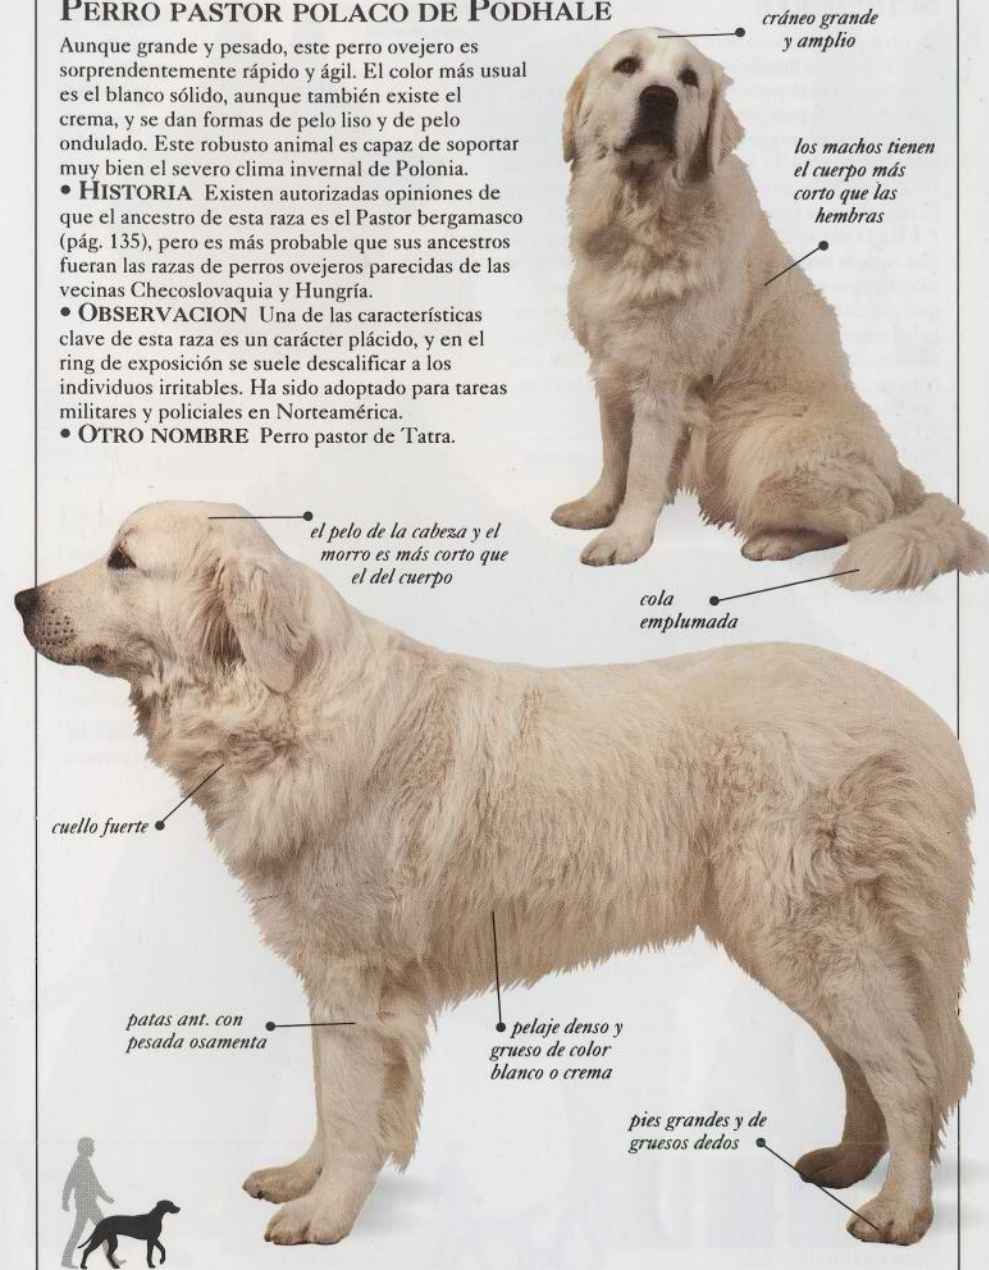 PERRO PASTOR POLACO DE PODHALE
Aunque grande y pesado, este perro ovejero es
sorprendentemente rápido y ágil. El color más usual
es el blanco sólido, aunque también existe el
crema, y se dan formas de pelo liso y de pelo
ondulado. Este robusto animal es capaz de soportar
muy bien el severo clima invernal de Polonia.
• HISTORIA Existen autorizadas opiniones de
que el ancestro de esta raza es el Pastor bergamasco
(pág. 135), pero es más probable que sus ancestros
fueran las razas de perros ovejeros parecidas de las
vecinas Checoslovaquia y Hungría.
• OBSERVACION Una de las características
clave de esta raza es un carácter plácido, y en el
ring de exposición se suele descalificar a los
individuos irritables. Ha sido adoptado para tareas
militares y policiales en Norteamérica.
• OTRO NOMBRE Perro pastor de Tatra.
cráneo grande
y amplio
los machos tienen
el cuerpo más
corto que las
hembras
el pelo de la cabeza y el
morro es más corto que
el del cuerpo
cola
emplumada
cuello fuerte
patas ant. con
pesada osamenta
pelaje denso y
grueso de color
blanco o crema
pies grandes y de
gruesos dedos